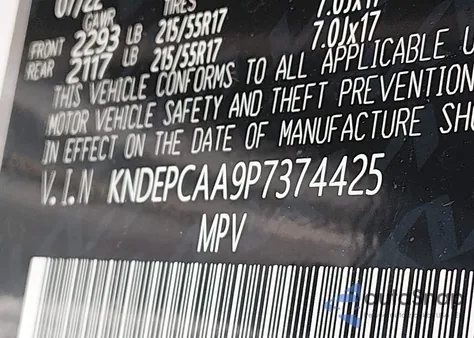 07/22
GAWR TIRES 7.0Jx17
FRONT 2293 LB 215/55R17 7.0Jx17
REAR 2117 LB 215/55R17
THIS VEHICLE CONFORMS TO ALL APPLICABLE
MOTOR VEHICLE SAFETY AND THEFT PREVENTION
IN EFFECT ON THE DATE OF MANUFACTURE SH
V.I.N KNDEPCAA9P7374425
MPV
autoSnap